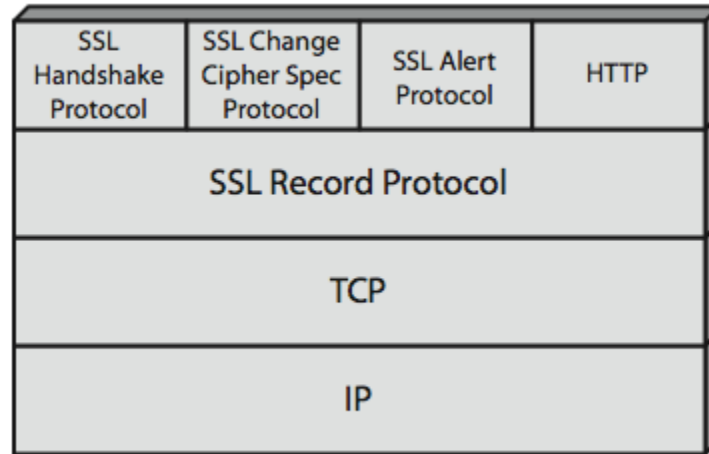 SSL
Handshake
Protocol
SSL Change
Cipher Spec
Protocol
SSL Alert
Protocol
HTTP
SSL Record Protocol
TCP
IP